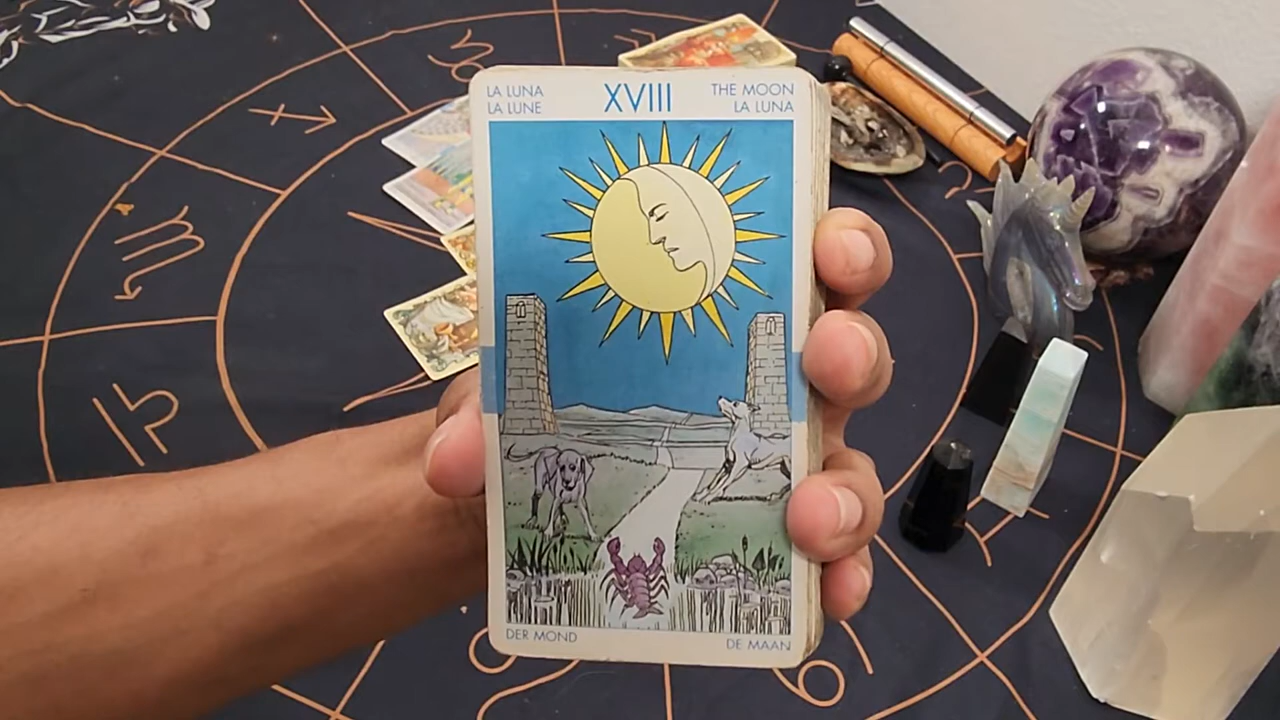 LA LUNA
LA LUNE
XVIII
THE MOON
LA LUNA
DER MOND
DE MAAN